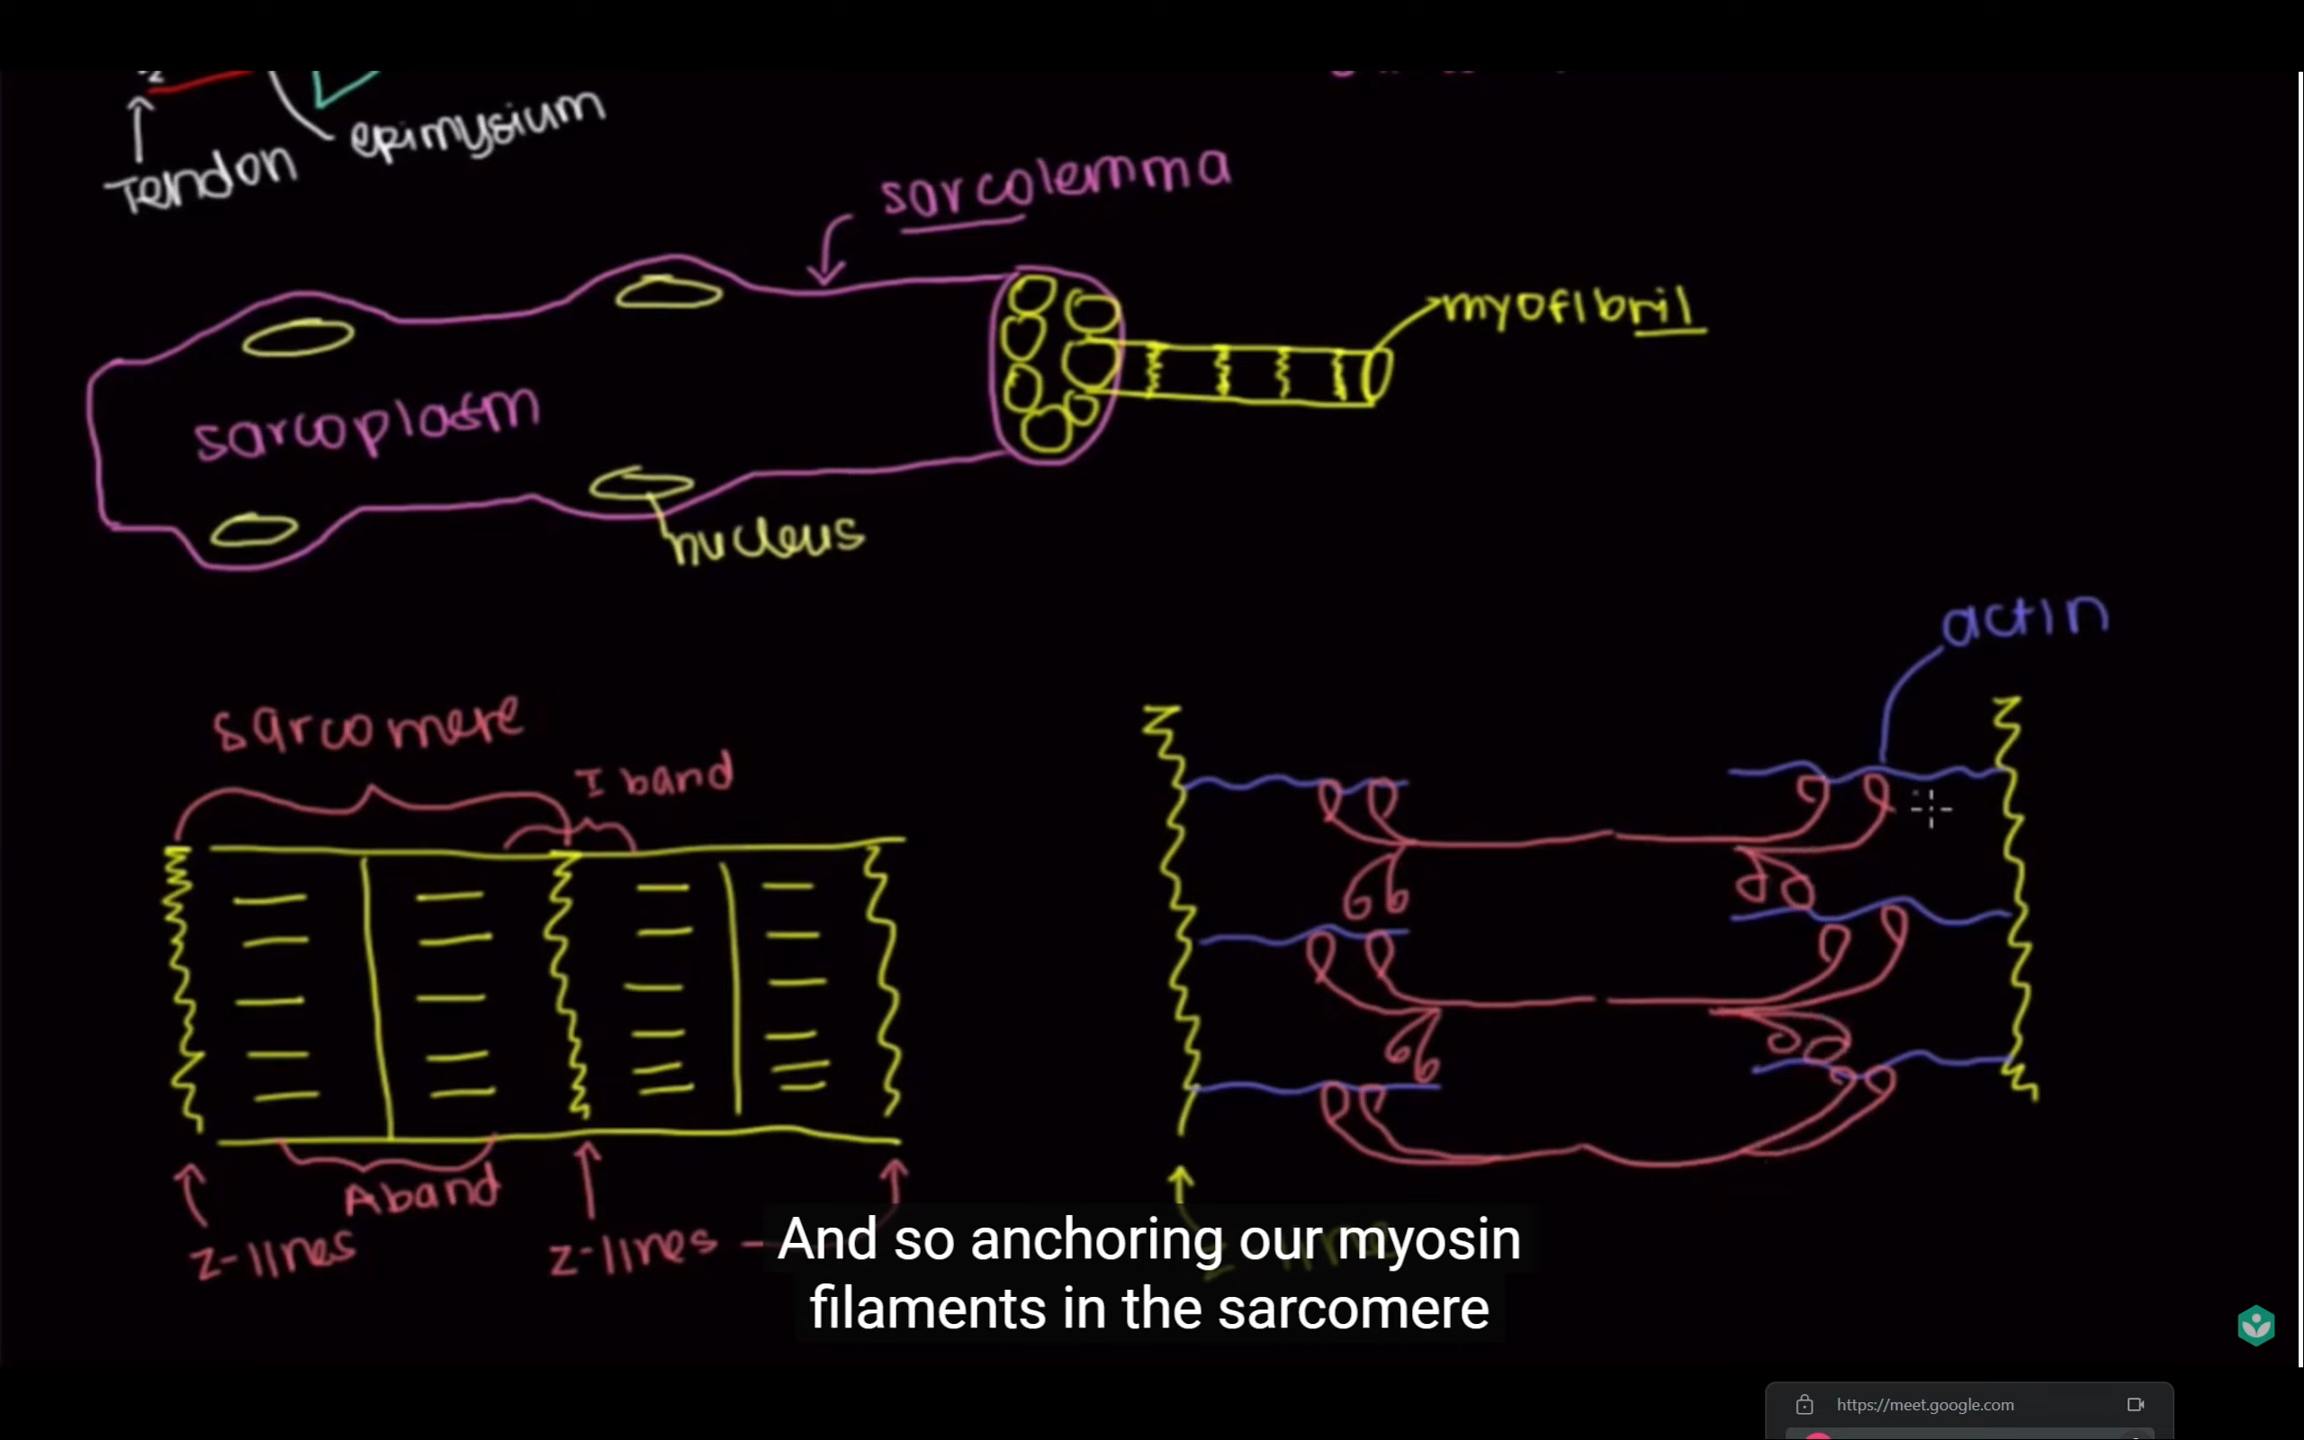 Tendon
epimysium
sarcolemma
myofibril
sarcoplasm
nucleus
actin
sarcomere
I band
A band
z-lines
z-lines
And so anchoring our myosin
filaments in the sarcomere
https://meet.google.com